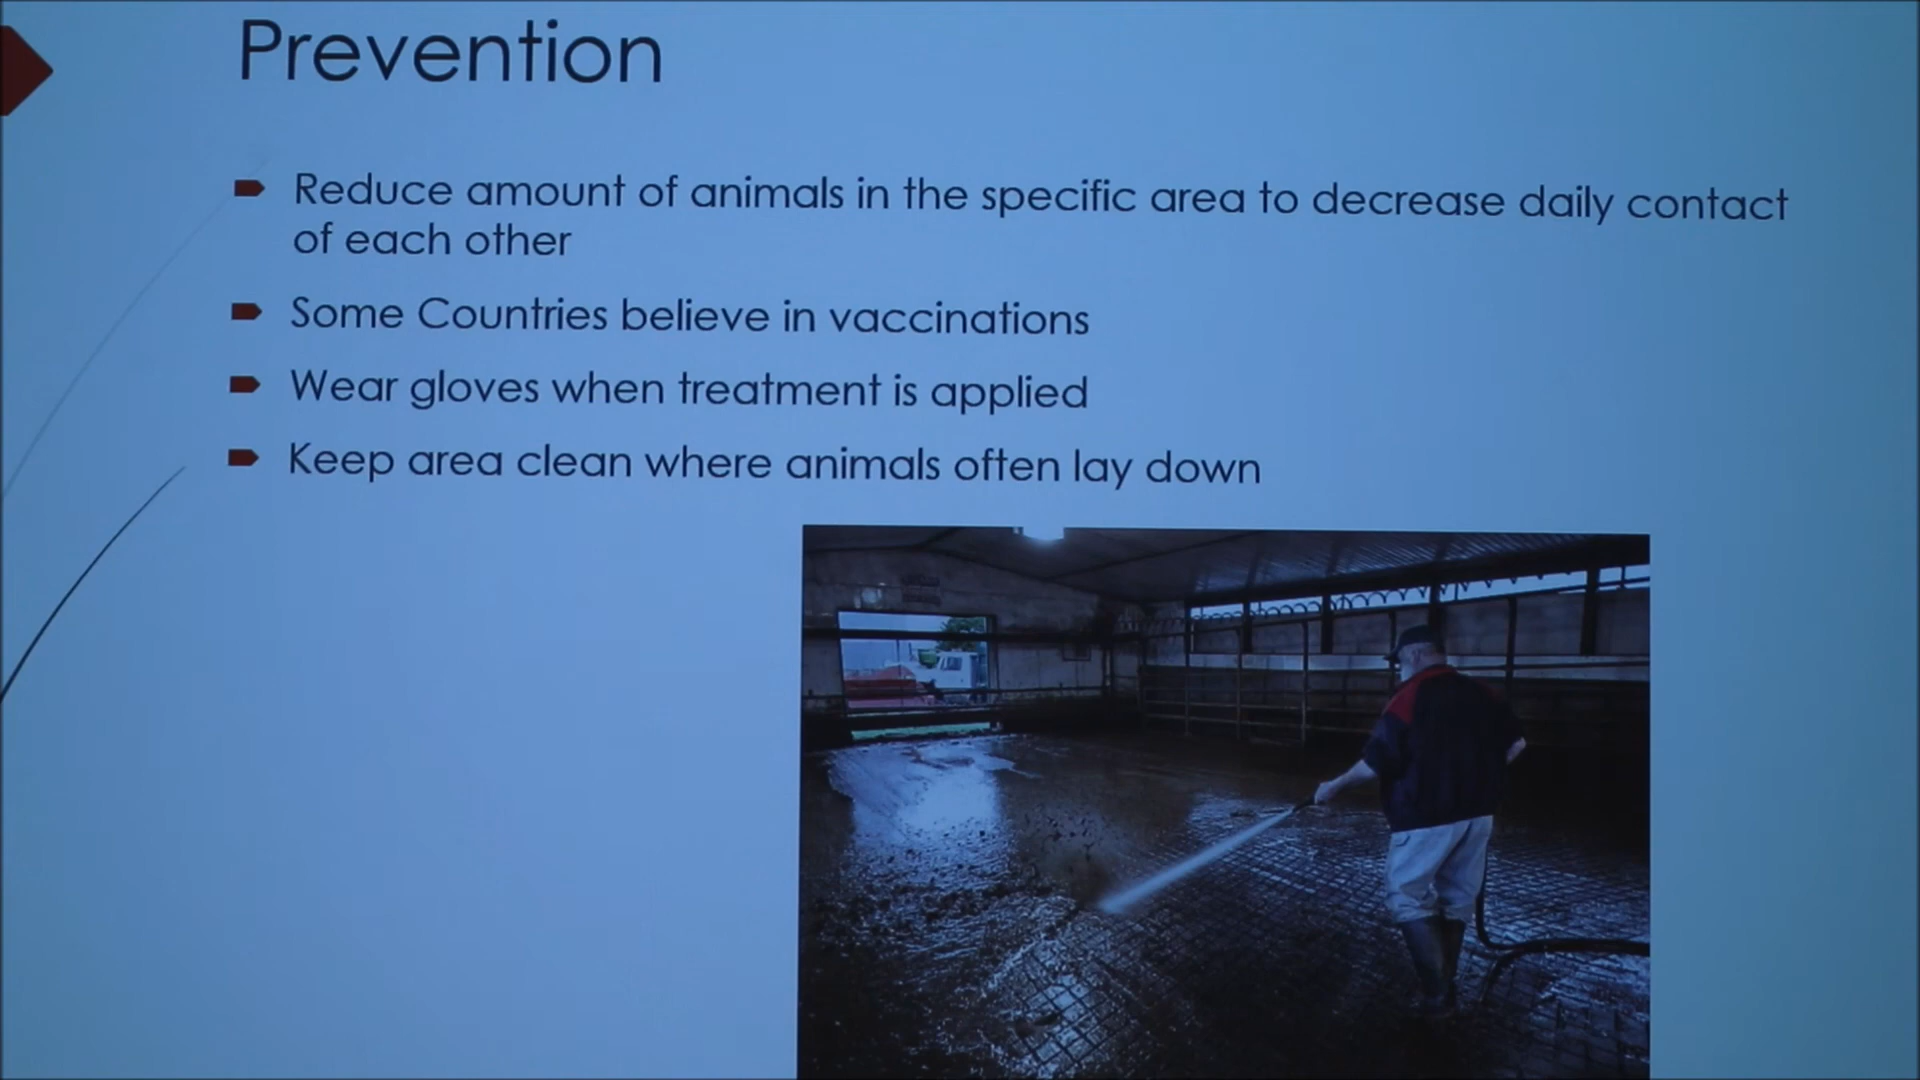 Prevention
Reduce amount of animals in the specific area to decrease daily contact
of each other
Some Countries believe in vaccinations
Wear gloves when treatment is applied
Keep area clean where animals often lay down